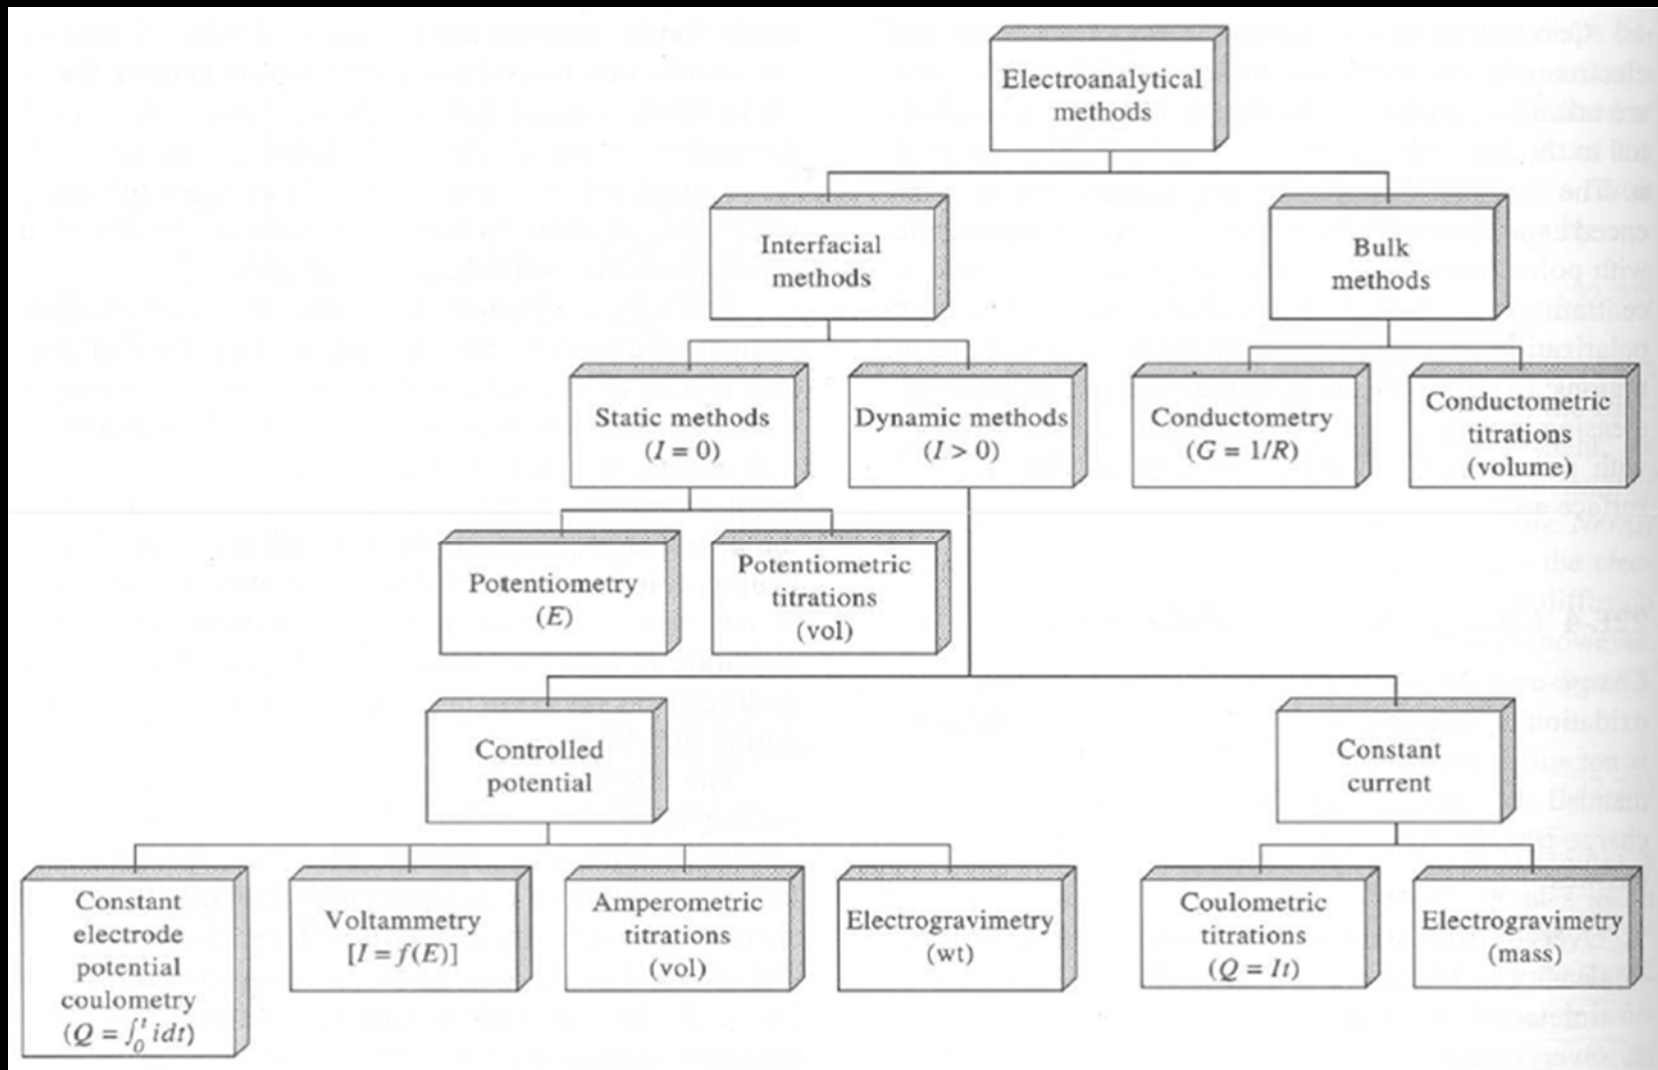 Electroanalytical
methods
Interfacial
methods
Bulk
methods
Static methods
(I = 0)
Dynamic methods
(I > 0)
Conductometry
(G = 1/R)
Conductometric
titrations
(volume)
Potentiometry
(E)
Potentiometric
titrations
(vol)
Controlled
potential
Constant
current
Constant
electrode
potential
coulometry
(Q = ∫₀ᵗ idt)
Voltammetry
[I = f(E)]
Amperometric
titrations
(vol)
Electrogravimetry
(wt)
Coulometric
titrations
(Q = It)
Electrogravimetry
(mass)